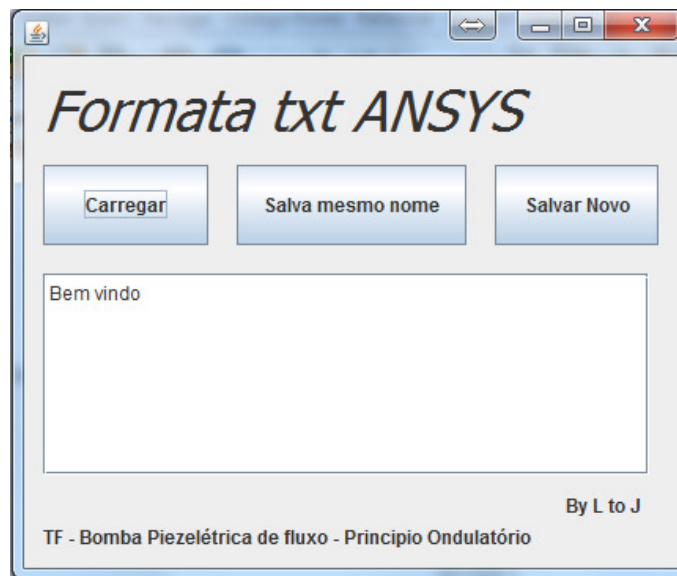 Formata txt ANSYS
Carregar Salva mesmo nome Salvar Novo
Bem vindo
By L to J
TF - Bomba Piezelétrica de fluxo - Principio Ondulatório